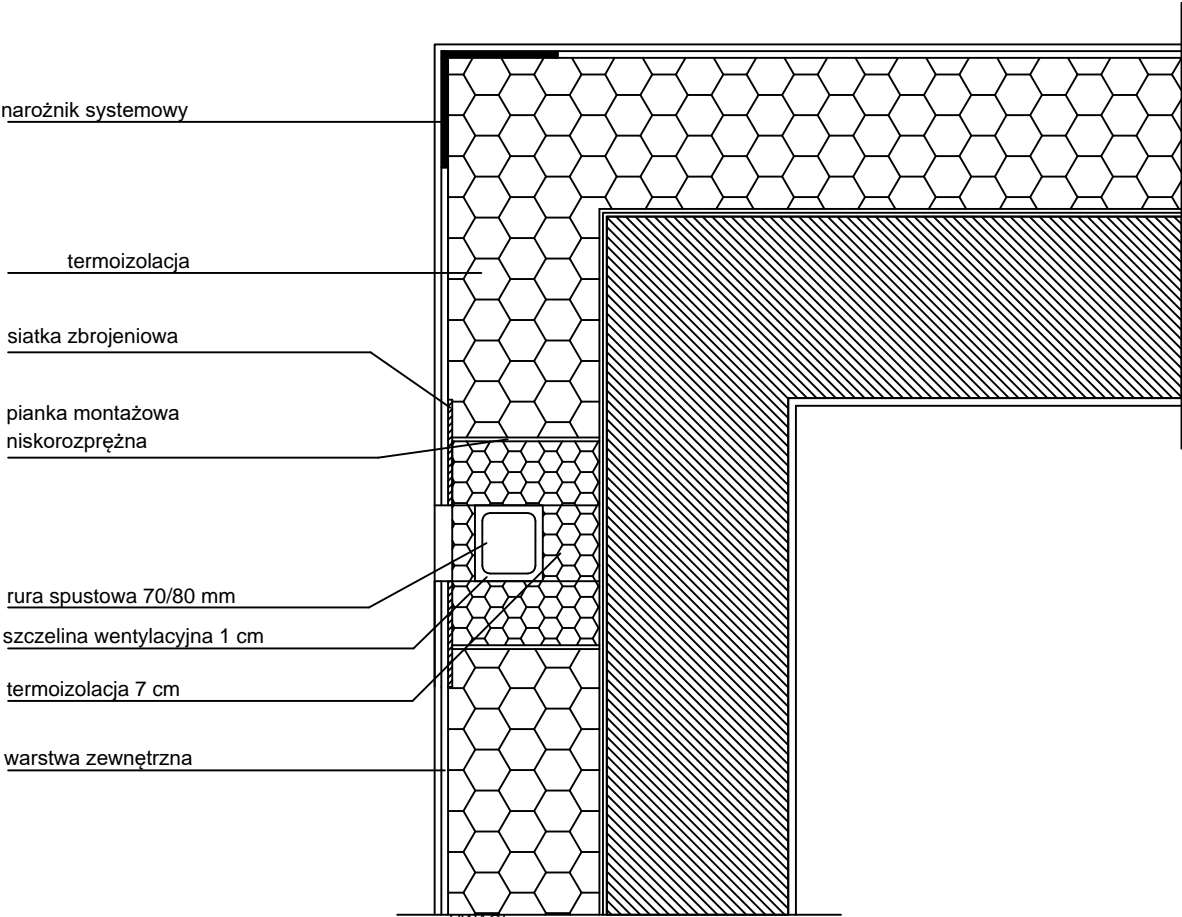 narożnik systemowy
termoizolacja
siatka zbrojeniowa
pianka montażowa
niskorozprężna
rura spustowa 70/80 mm
szczelina wentylacyjna 1 cm
termoizolacja 7 cm
warstwa zewnętrzna